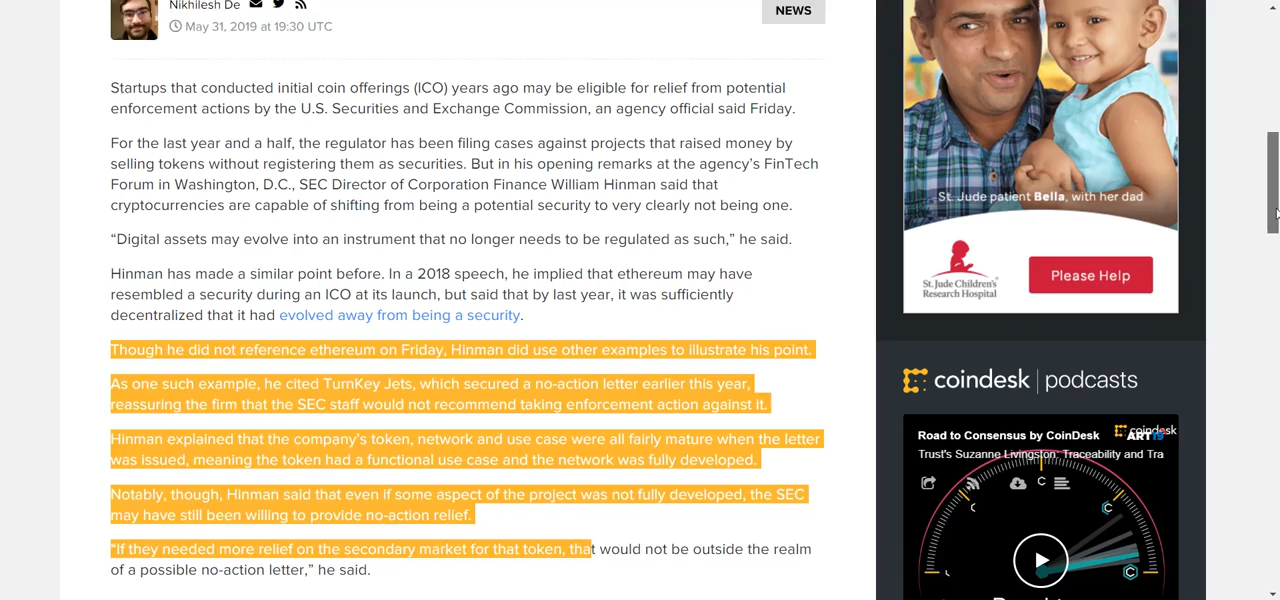 Nikhilesh De
May 31, 2019 at 19:30 UTC
NEWS
Startups that conducted initial coin offerings (ICO) years ago may be eligible for relief from potential
enforcement actions by the U.S. Securities and Exchange Commission, an agency official said Friday.
For the last year and a half, the regulator has been filing cases against projects that raised money by
selling tokens without registering them as securities. But in his opening remarks at the agency’s FinTech
Forum in Washington, D.C., SEC Director of Corporation Finance William Hinman said that
cryptocurrencies are capable of shifting from being a potential security to very clearly not being one.
“Digital assets may evolve into an instrument that no longer needs to be regulated as such,” he said.
Hinman has made a similar point before. In a 2018 speech, he implied that ethereum may have
resembled a security during an ICO at its launch, but said that by last year, it was sufficiently
decentralized that it had evolved away from being a security.
Though he did not reference ethereum on Friday, Hinman did use other examples to illustrate his point.
As one such example, he cited TurnKey Jets, which secured a no-action letter earlier this year,
reassuring the firm that the SEC staff would not recommend taking enforcement action against it.
Hinman explained that the company’s token, network and use case were all fairly mature when the letter
was issued, meaning the token had a functional use case and the network was fully developed.
Notably, though, Hinman said that even if some aspect of the project was not fully developed, the SEC
may have still been willing to provide no-action relief.
“If they needed more relief on the secondary market for that token, that would not be outside the realm
of a possible no-action letter,” he said.
St. Jude patient Bella, with her dad
St. Jude Children's
Research Hospital
Please Help
coindesk | podcasts
Road to Consensus by CoinDesk
coindesk
ART19
Trust's Suzanne Livingston, Traceability and Tra